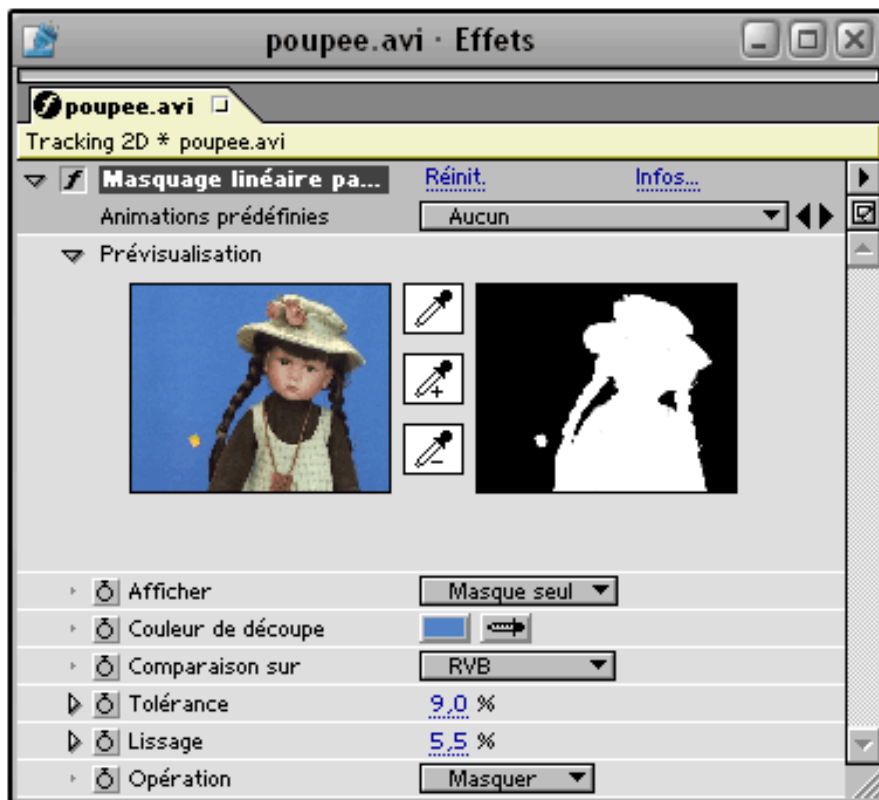 poupee.avi · Effets
poupee.avi
Tracking 2D * poupee.avi
Masquage linéaire pa... Réinit. Infos...
Animations prédéfinies Aucun
Prévisualisation
Afficher Masque seul
Couleur de découpe
Comparaison sur RVB
Tolérance 9,0 %
Lissage 5,5 %
Opération Masquer